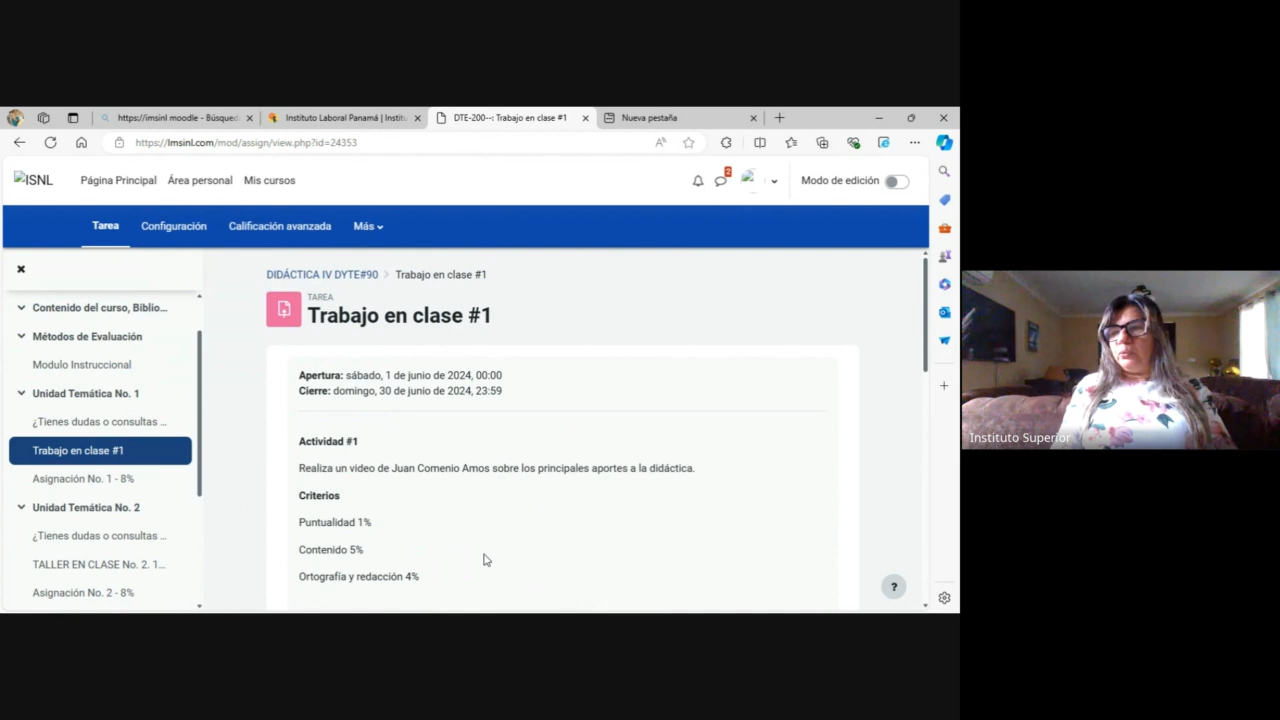 https://imsinl moodle - Búsqued
Instituto Laboral Panamá | Institu
DTE-200--: Trabajo en clase #1
Nueva pestaña
https://lmsinl.com/mod/assign/view.php?id=24353
ISNL
Página Principal
Área personal
Mis cursos
2
Modo de edición
Tarea
Configuración
Calificación avanzada
Más
Contenido del curso, Biblio...
Métodos de Evaluación
Modulo Instruccional
Unidad Temática No. 1
¿Tienes dudas o consultas ...
Trabajo en clase #1
Asignación No. 1 - 8%
Unidad Temática No. 2
¿Tienes dudas o consultas ...
TALLER EN CLASE No. 2. 1...
Asignación No. 2 - 8%
DIDÁCTICA IV DYTE#90 > Trabajo en clase #1
TAREA
Trabajo en clase #1
Apertura: sábado, 1 de junio de 2024, 00:00
Cierre: domingo, 30 de junio de 2024, 23:59
Actividad #1
Realiza un video de Juan Comenio Amos sobre los principales aportes a la didáctica.
Criterios
Puntualidad 1%
Contenido 5%
Ortografía y redacción 4%
?
Instituto Superior